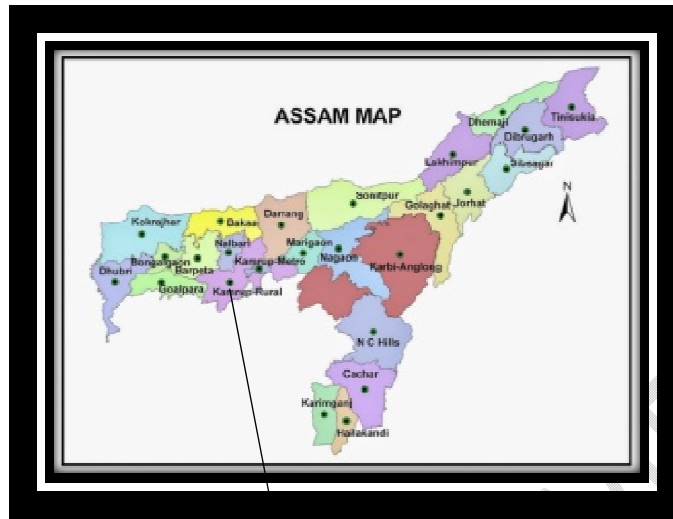 ASSAM MAP
Tinisukia
Dhemaji
Dibrugarh
Lakhimpur
Sibsagar
Sonitpur
Jorhat
Golaghat
N
Kokrajher
Baksa
Darrang
Nalbari
Marigaon
Bongaigaon
Kamrup-Metro
Nagaon
Karbi-Anglong
Dhubri
Barpeta
Goalpara
Kamrup-Rural
N C Hills
Cachar
Karimganj
Hailakandi